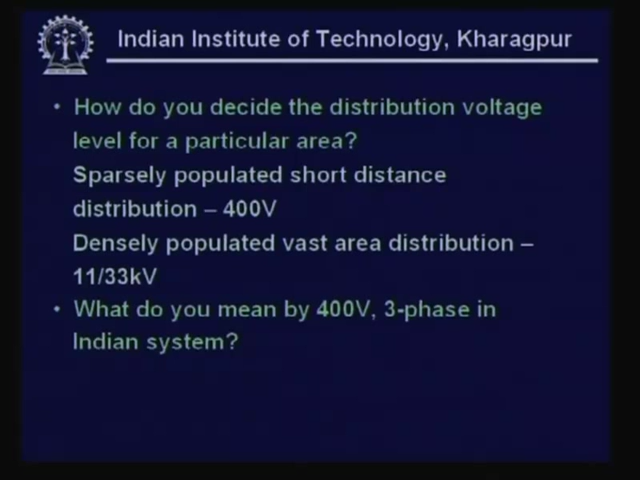 Indian Institute of Technology, Kharagpur
• How do you decide the distribution voltage
level for a particular area?
Sparsely populated short distance
distribution – 400V
Densely populated vast area distribution –
11/33kV
• What do you mean by 400V, 3-phase in
Indian system?